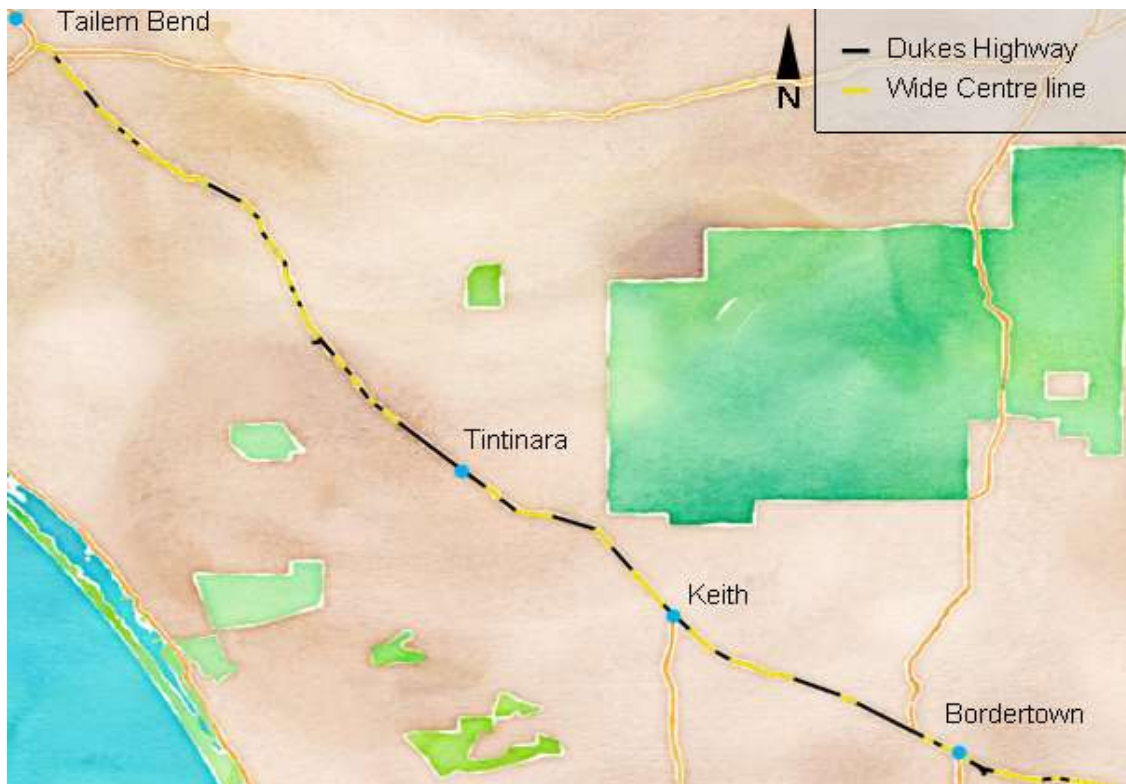 Tailem Bend
Dukes Highway
Wide Centre line
N
Tintinara
Keith
Bordertown